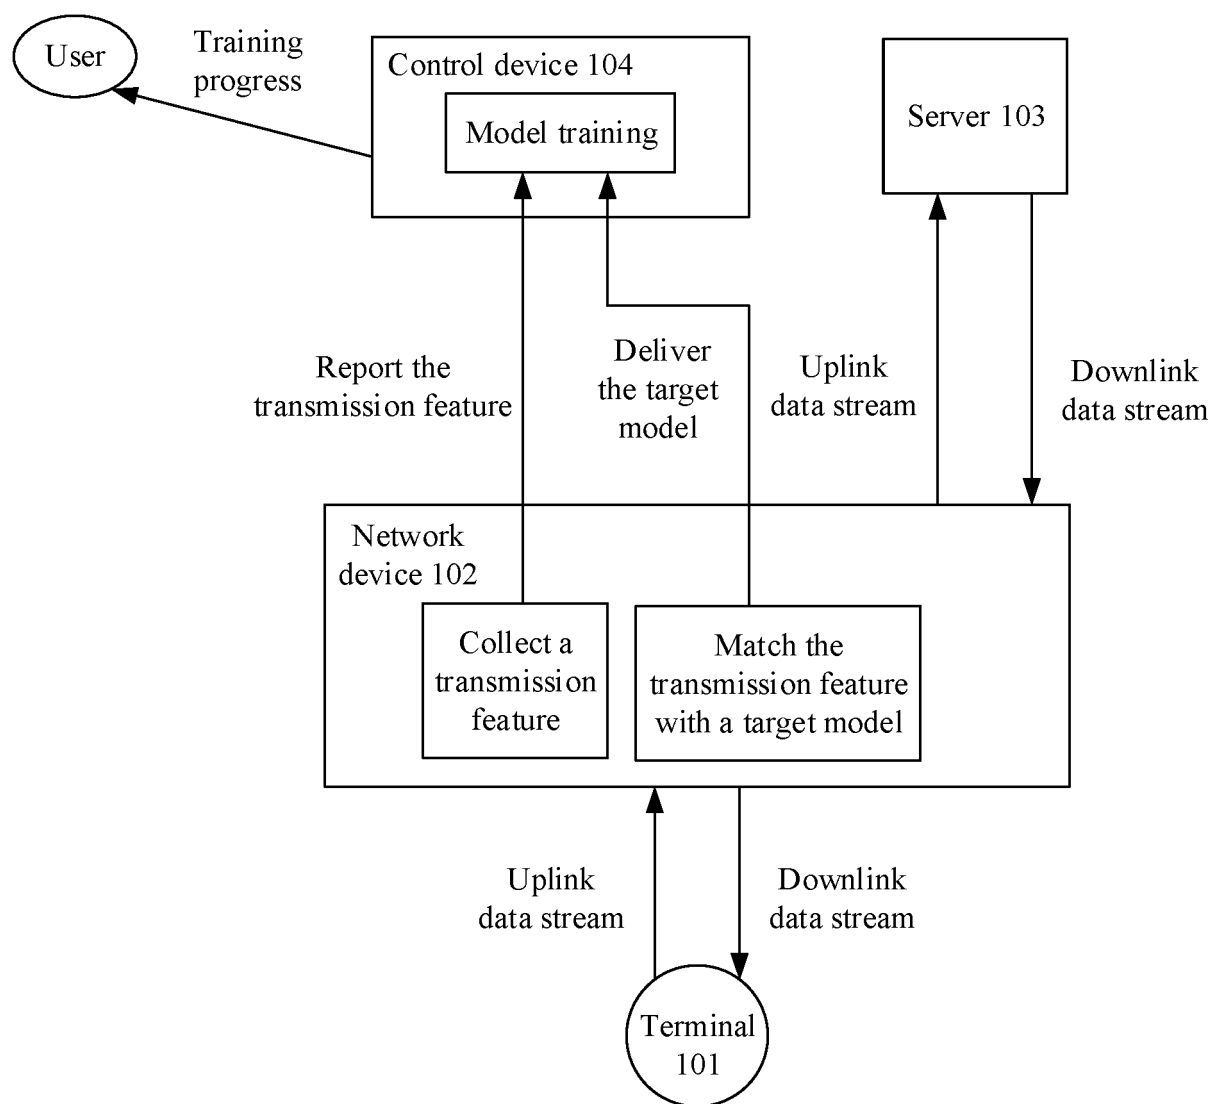 User
Training
progress
Control device 104
Model training
Server 103
Report the
transmission feature
Deliver
the target
model
Uplink
data stream
Downlink
data stream
Network
device 102
Collect a
transmission
feature
Match the
transmission feature
with a target model
Uplink
data stream
Downlink
data stream
Terminal
101